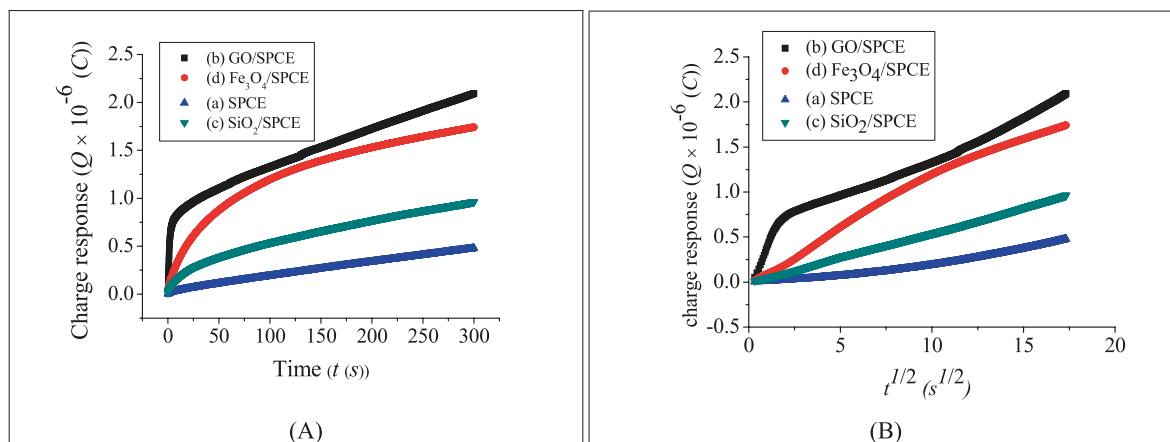 2.5
2.0
1.5
1.0
0.5
0.0
Charge response (Q × 10⁻⁶ (C)
(b) GO/SPCE
(d) Fe₃O₄/SPCE
(a) SPCE
(c) SiO₂/SPCE
0 50 100 150 200 250 300
Time (t (s))
(A)
2.5
2.0
1.5
1.0
0.5
0.0
-0.5
charge response (Q × 10⁻⁶ (C)
(b) GO/SPCE
(d) Fe₃O₄/SPCE
(a) SPCE
(c) SiO₂/SPCE
0 5 10 15 20
t^1/2 (s^1/2)
(B)